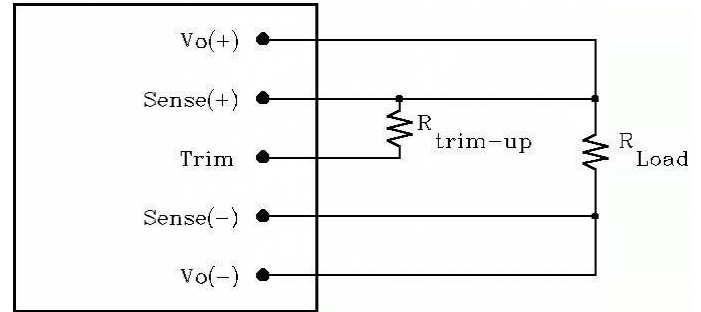 Vo(+)
Sense(+)
R trim-up
Trim
R Load
Sense(-)
Vo(-)